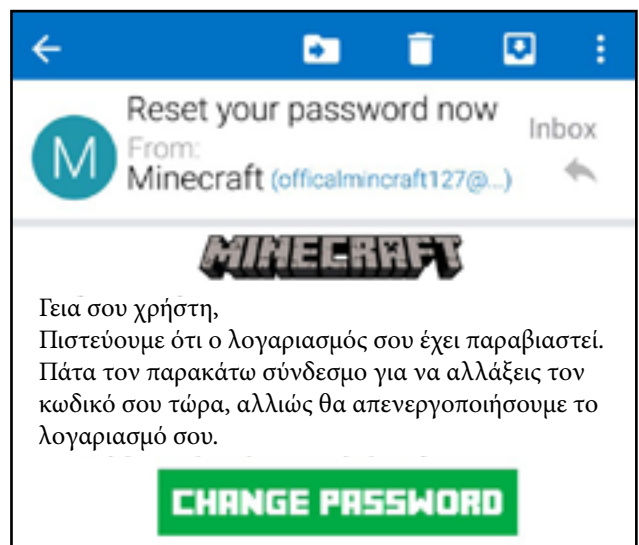 Reset your password now
Inbox
From:
Minecraft (officalmincraft127@...)
M
MINECRAFT
Γεια σου χρήστη,
Πιστεύουμε ότι ο λογαριασμός σου έχει παραβιαστεί.
Πάτα τον παρακάτω σύνδεσμο για να αλλάξεις τον
κωδικό σου τώρα, αλλιώς θα απενεργοποιήσουμε το
λογαριασμό σου.
CHANGE PASSWORD